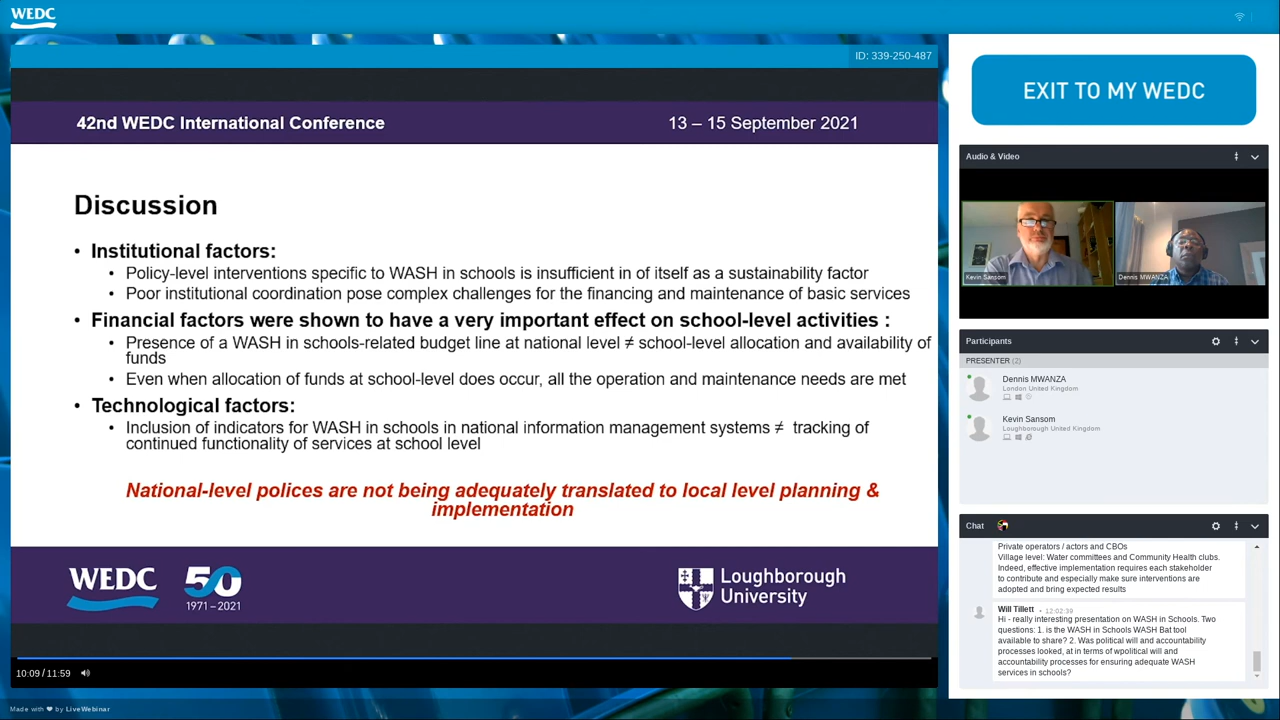 WEDC
ID: 339-250-487
42nd WEDC International Conference
13 – 15 September 2021
Discussion
• Institutional factors:
• Policy-level interventions specific to WASH in schools is insufficient in of itself as a sustainability factor
• Poor institutional coordination pose complex challenges for the financing and maintenance of basic services
• Financial factors were shown to have a very important effect on school-level activities :
• Presence of a WASH in schools-related budget line at national level ≠ school-level allocation and availability of
funds
• Even when allocation of funds at school-level does occur, all the operation and maintenance needs are met
• Technological factors:
• Inclusion of indicators for WASH in schools in national information management systems ≠ tracking of
continued functionality of services at school level
National-level polices are not being adequately translated to local level planning &
implementation
WEDC
50
1971–2021
Loughborough
University
10:09 / 11:59
Made with ❤ by LiveWebinar
EXIT TO MY WEDC
Audio & Video
Kevin Sansom
Dennis MWANZA
Participants
PRESENTER (2)
Dennis MWANZA
London United Kingdom
Kevin Sansom
Loughborough United Kingdom
Chat
Private operators / actors and CBOs
Village level: Water committees and Community Health clubs.
Indeed, effective implementation requires each stakeholder
to contribute and especially make sure interventions are
adopted and bring expected results
Will Tillett • 12:02:39
Hi - really interesting presentation on WASH in Schools. Two
questions: 1. is the WASH in Schools WASH Bat tool
available to share? 2. Was political will and accountability
processes looked, at in terms of wpolitical will and
accountability processes for ensuring adequate WASH
services in schools?